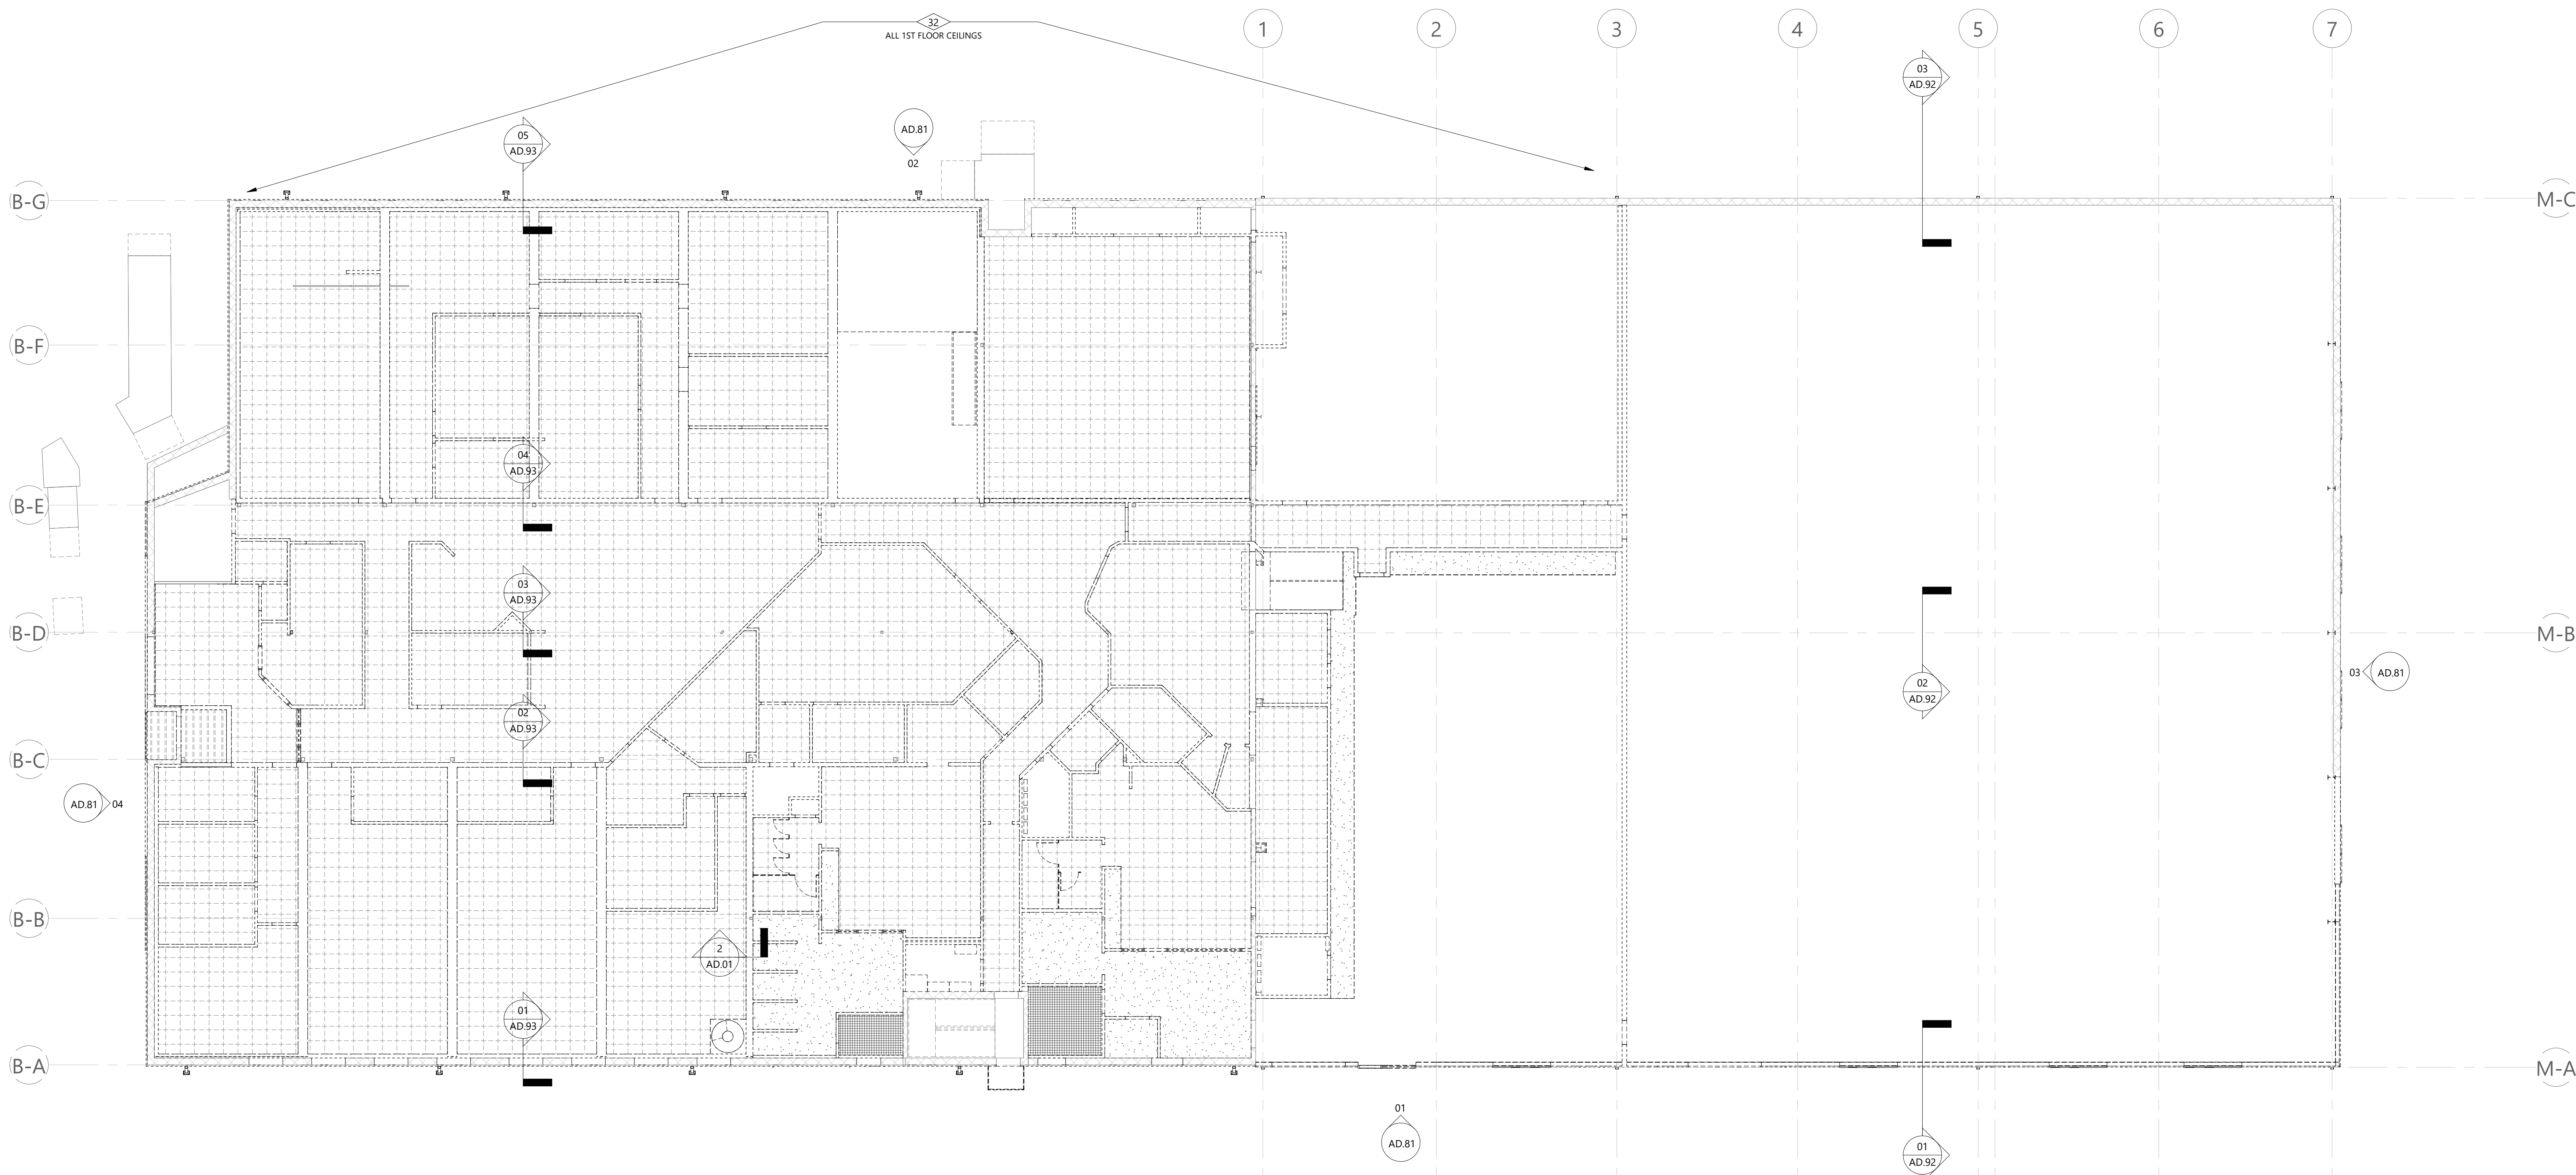 32
ALL 1ST FLOOR CEILINGS
1
2
3
4
5
6
7
03
AD.92
05
AD.93
AD.81
02
B-G
M-C
B-F
04
AD.93
B-E
03
AD.93
B-D
M-B
02
AD.92
03
AD.81
02
AD.93
B-C
AD.81
04
B-B
2
AD.01
01
AD.93
B-A
M-A
01
AD.81
01
AD.92